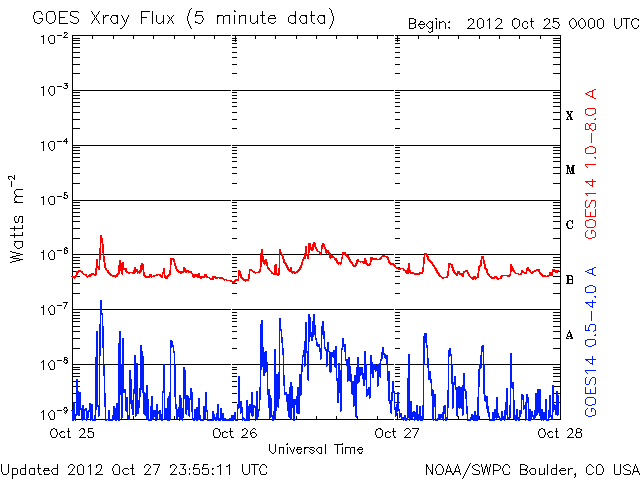 GOES Xray Flux (5 minute data)
Begin: 2012 Oct 25 0000 UTC
10⁻²
10⁻³
10⁻⁴
10⁻⁵
10⁻⁶
10⁻⁷
10⁻⁸
10⁻⁹
Watts m⁻²
X
M
C
B
A
GOES14 1.0-8.0 A
GOES14 0.5-4.0 A
Oct 25
Oct 26
Oct 27
Oct 28
Universal Time
Updated 2012 Oct 27 23:55:11 UTC
NOAA/SWPC Boulder, CO USA